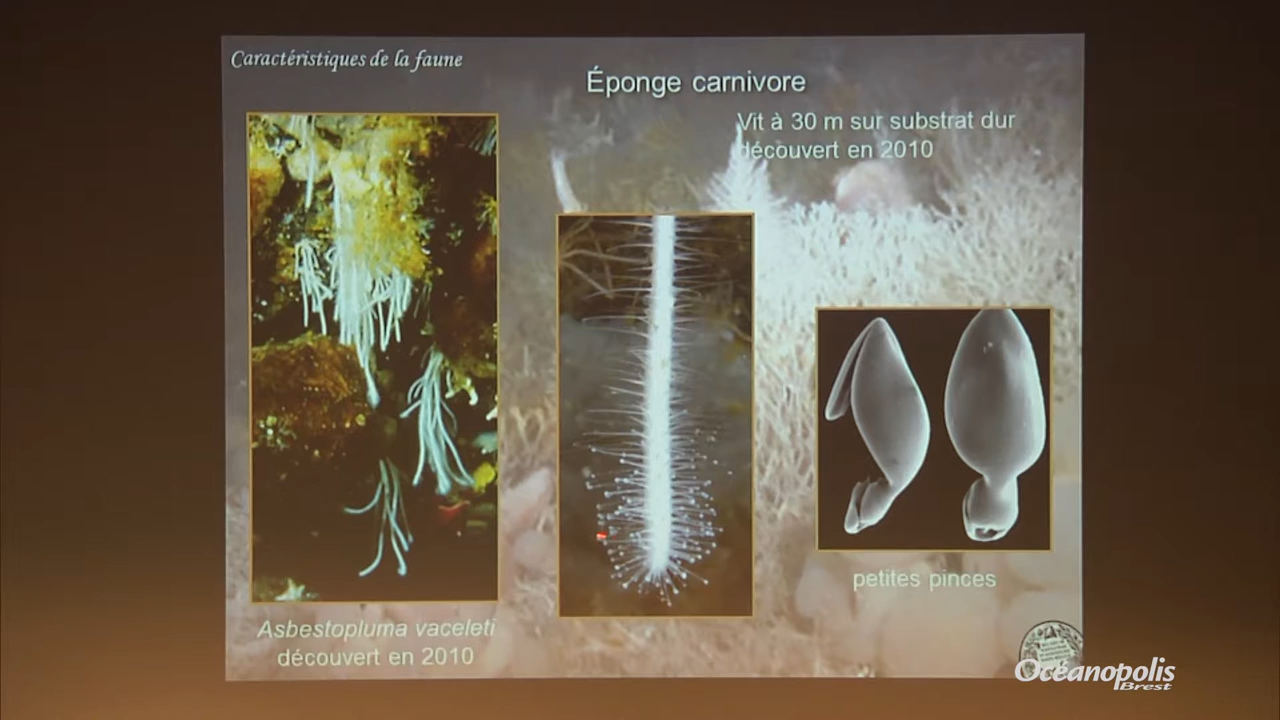 Caractéristiques de la faune
Éponge carnivore
Vit à 30 m sur substrat dur
découvert en 2010
petites pinces
Asbestopluma vaceleti
découvert en 2010
Océanopolis
Brest